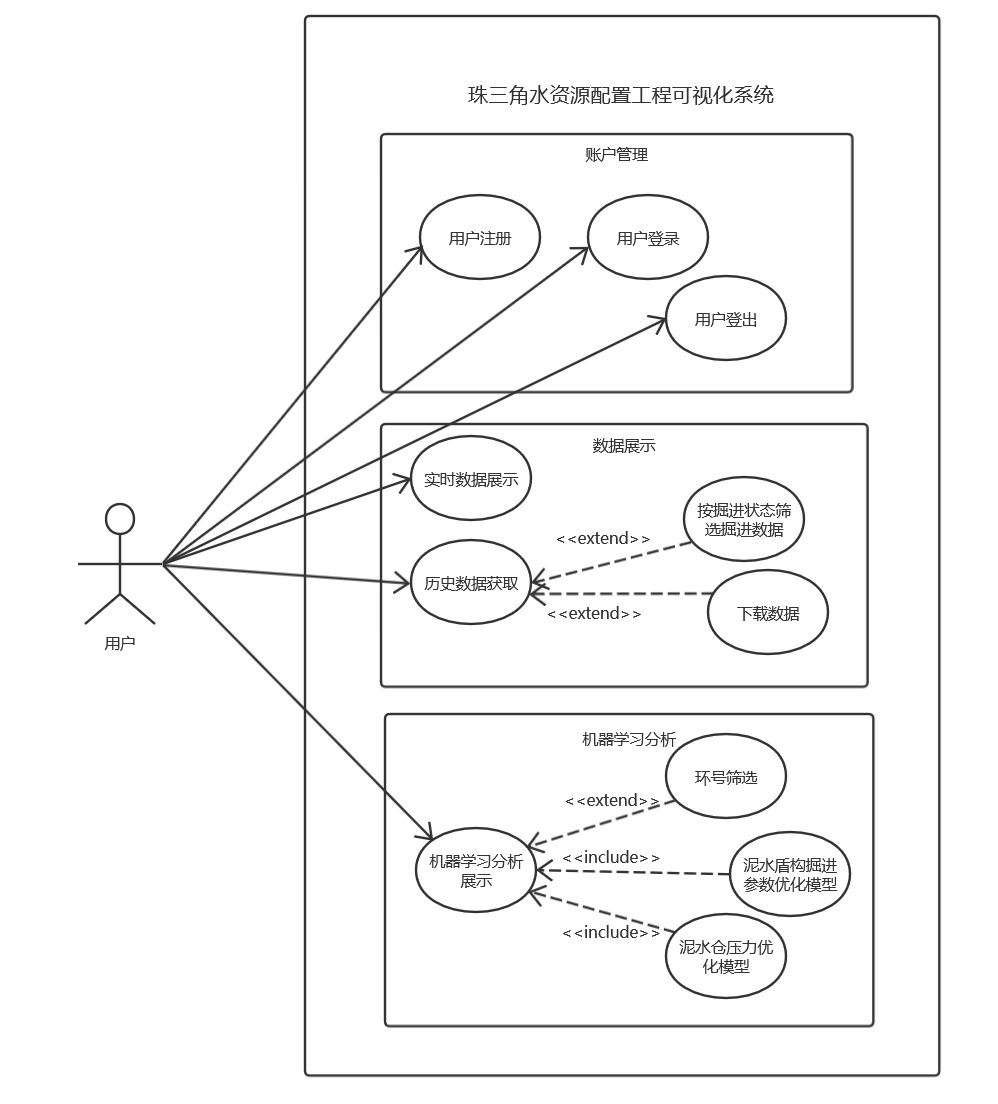 珠三角水资源配置工程可视化系统
账户管理
用户注册
用户登录
用户登出
数据展示
实时数据展示
按掘进状态筛
选掘进数据
<<extend>>
历史数据获取
<<extend>>
下载数据
用户
机器学习分析
环号筛选
<<extend>>
机器学习分析
展示
<<include>>
泥水盾构掘进
参数优化模型
<<include>>
泥水仓压力优
化模型